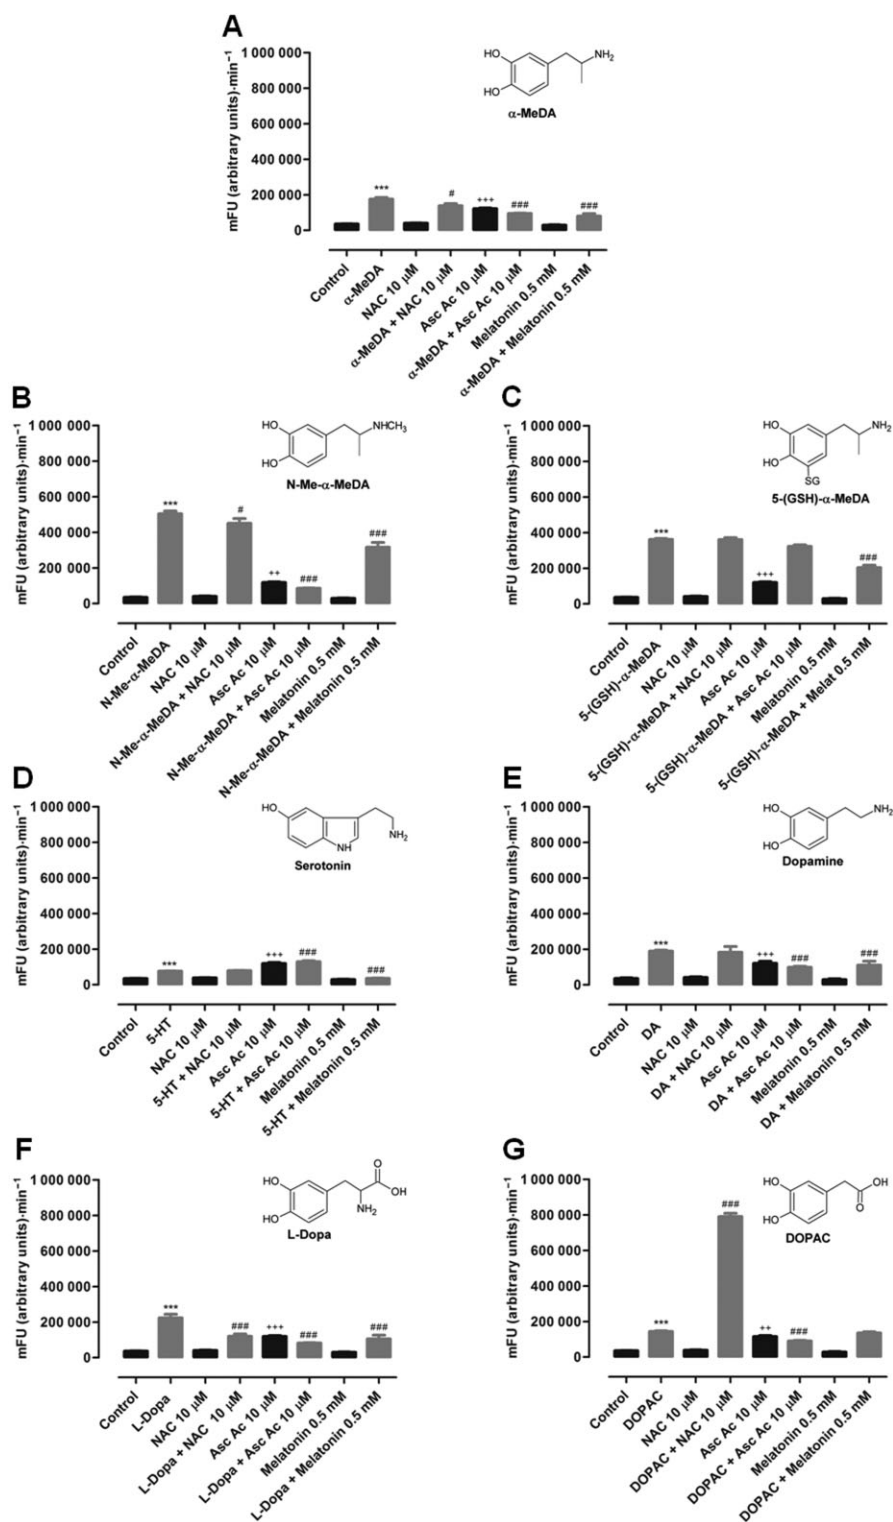 A
mFU (arbitrary units)·min⁻¹
1 000 000
800 000
600 000
400 000
200 000
0
HO
HO
NH₂
α-MeDA
***
#
+++
###
###
Control
α-MeDA
NAC 10 μM
α-MeDA + NAC 10 μM
Asc Ac 10 μM
α-MeDA + Asc Ac 10 μM
Melatonin 0.5 mM
α-MeDA + Melatonin 0.5 mM
B
mFU (arbitrary units)·min⁻¹
1 000 000
800 000
600 000
400 000
200 000
0
HO
HO
NHCH₃
N-Me-α-MeDA
***
#
++
###
###
Control
N-Me-α-MeDA
NAC 10 μM
N-Me-α-MeDA + NAC 10 μM
Asc Ac 10 μM
N-Me-α-MeDA + Asc Ac 10 μM
Melatonin 0.5 mM
N-Me-α-MeDA + Melatonin 0.5 mM
C
mFU (arbitrary units)·min⁻¹
1 000 000
800 000
600 000
400 000
200 000
0
HO
HO
NH₂
SG
5-(GSH)-α-MeDA
***
+++
###
Control
5-(GSH)-α-MeDA
NAC 10 μM
5-(GSH)-α-MeDA + NAC 10 μM
Asc Ac 10 μM
5-(GSH)-α-MeDA + Asc Ac 10 μM
Melatonin 0.5 mM
5-(GSH)-α-MeDA + Melat 0.5 mM
D
mFU (arbitrary units)·min⁻¹
1 000 000
800 000
600 000
400 000
200 000
0
HO
NH₂
NH
Serotonin
***
+++
###
###
Control
5-HT
NAC 10 μM
5-HT + NAC 10 μM
Asc Ac 10 μM
5-HT + Asc Ac 10 μM
Melatonin 0.5 mM
5-HT + Melatonin 0.5 mM
E
mFU (arbitrary units)·min⁻¹
1 000 000
800 000
600 000
400 000
200 000
0
HO
HO
NH₂
Dopamine
***
+++
###
###
Control
DA
NAC 10 μM
DA + NAC 10 μM
Asc Ac 10 μM
DA + Asc Ac 10 μM
Melatonin 0.5 mM
DA + Melatonin 0.5 mM
F
mFU (arbitrary units)·min⁻¹
1 000 000
800 000
600 000
400 000
200 000
0
O
HO
HO
OH
NH₂
L-Dopa
***
###
+++
###
###
Control
L-Dopa
NAC 10 μM
L-Dopa + NAC 10 μM
Asc Ac 10 μM
L-Dopa + Asc Ac 10 μM
Melatonin 0.5 mM
L-Dopa + Melatonin 0.5 mM
G
mFU (arbitrary units)·min⁻¹
1 000 000
800 000
600 000
400 000
200 000
0
HO
HO
OH
O
DOPAC
***
###
++
###
Control
DOPAC
NAC 10 μM
DOPAC + NAC 10 μM
Asc Ac 10 μM
DOPAC + Asc Ac 10 μM
Melatonin 0.5 mM
DOPAC + Melatonin 0.5 mM